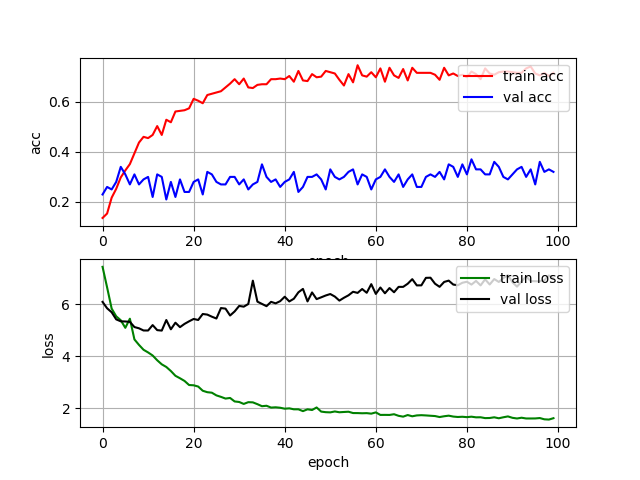 acc
0.6
0.4
0.2
train acc
val acc
0 20 40 60 80 100
epoch
loss
6
4
2
train loss
val loss
0 20 40 60 80 100
epoch